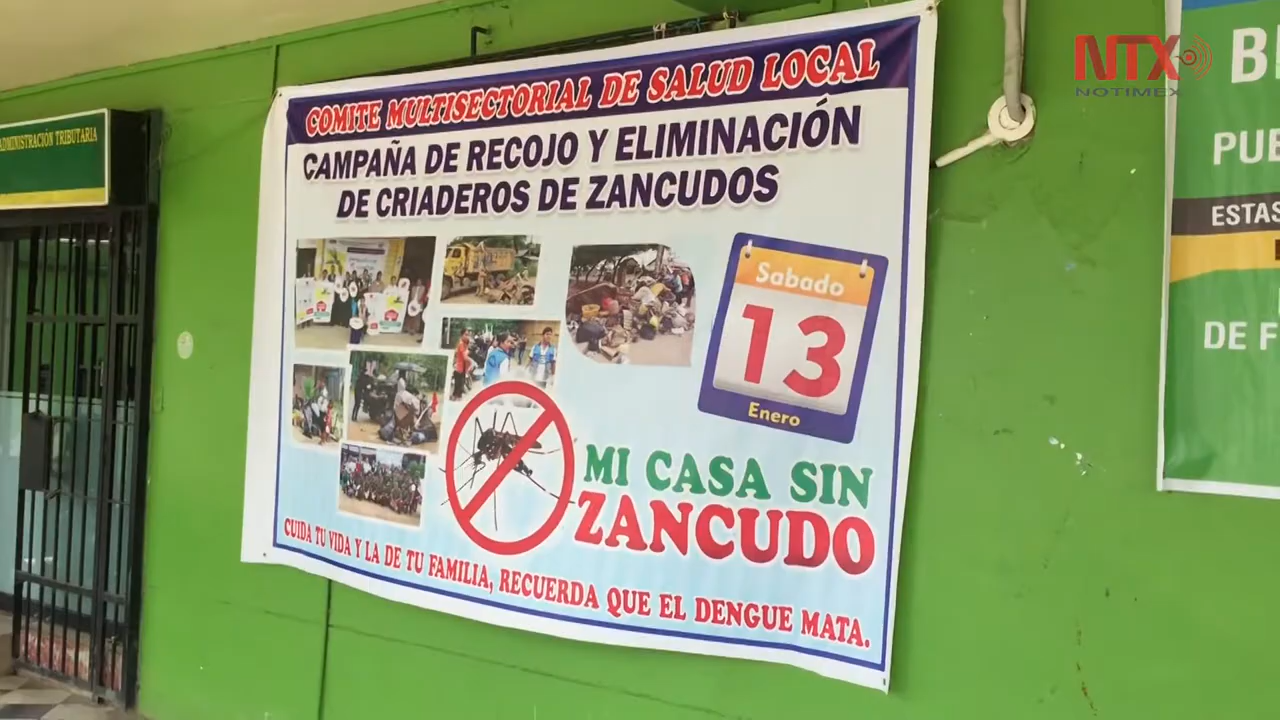 NTX
NOTIMEX
ADMINISTRACIÓN TRIBUTARIA
COMITE MULTISECTORIAL DE SALUD LOCAL
CAMPAÑA DE RECOJO Y ELIMINACIÓN
DE CRIADEROS DE ZANCUDOS
Sabado
13
Enero
MI CASA SIN
ZANCUDO
CUIDA TU VIDA Y LA DE TU FAMILIA, RECUERDA QUE EL DENGUE MATA.
PUE
ESTAS
DE F